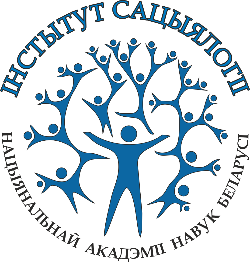 ІНСТЫТУТ САЦЫЯЛОГІІ
НАЦЫЯНАЛЬНАЙ АКАДЭМІІ НАВУК БЕЛАРУСІ